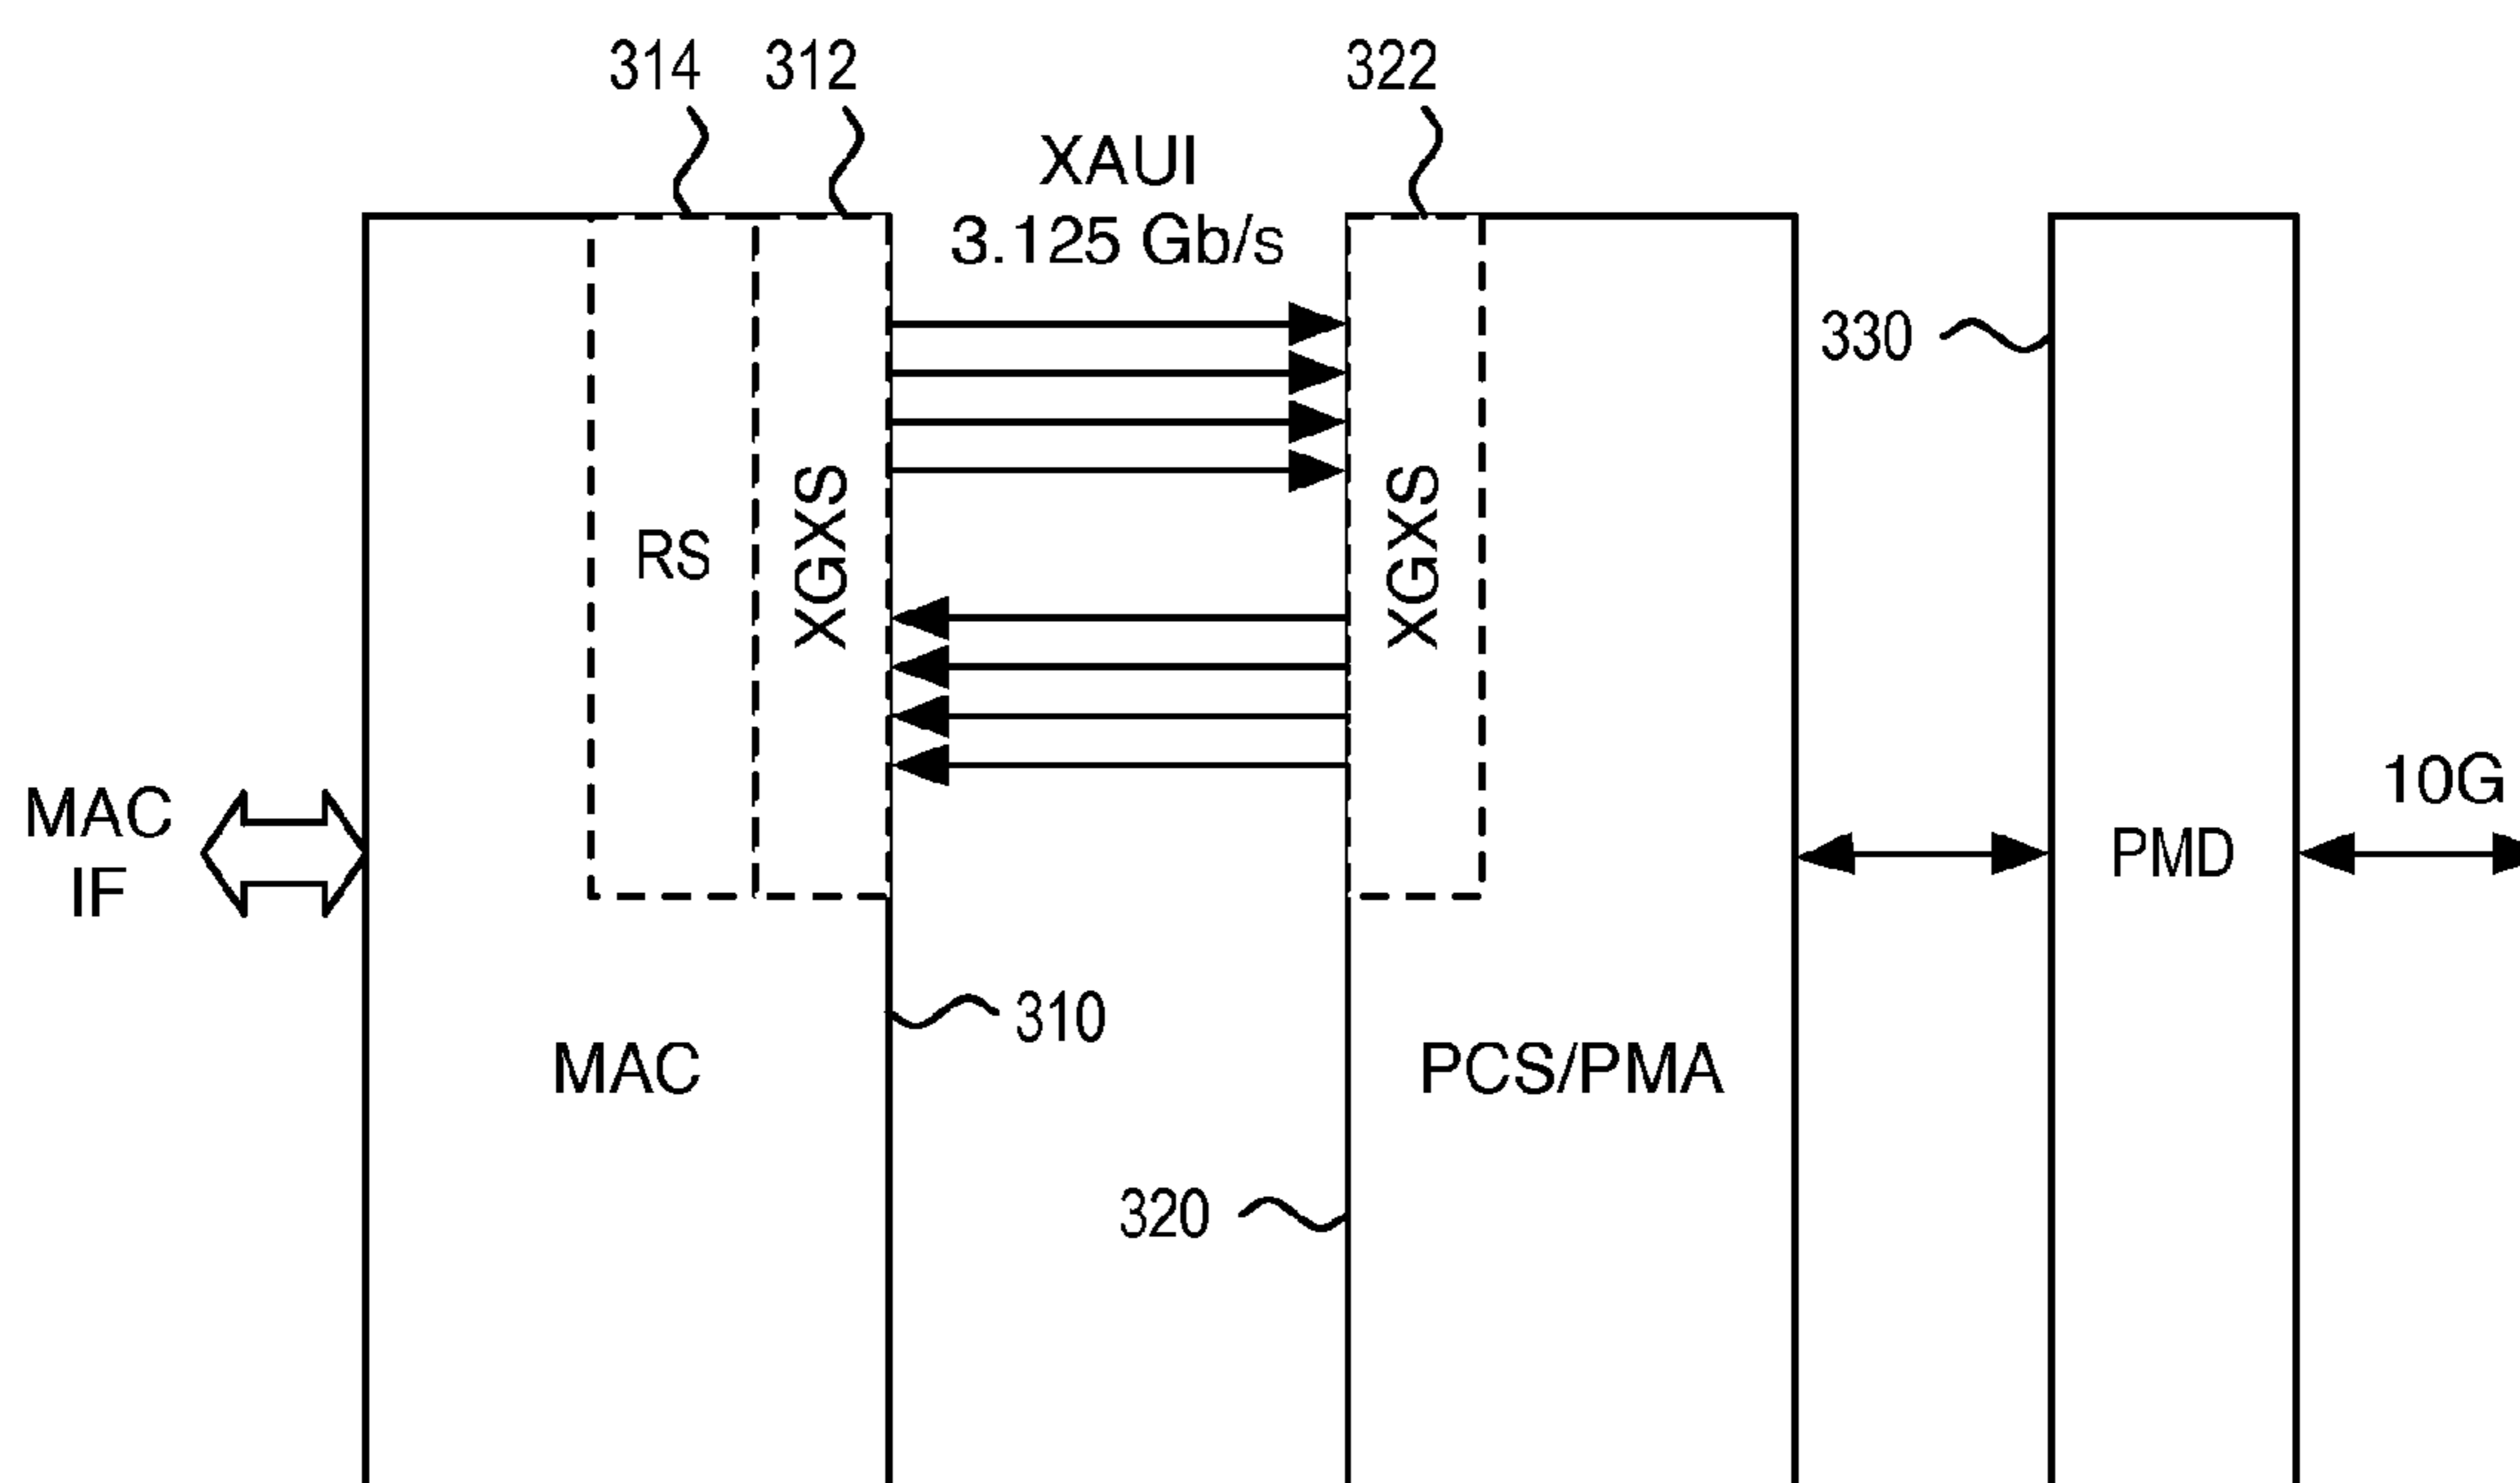 314
312
322
XAUI
3.125 Gb/s
330
RS
XGXS
XGXS
MAC
IF
10G
PMD
310
MAC
PCS/PMA
320